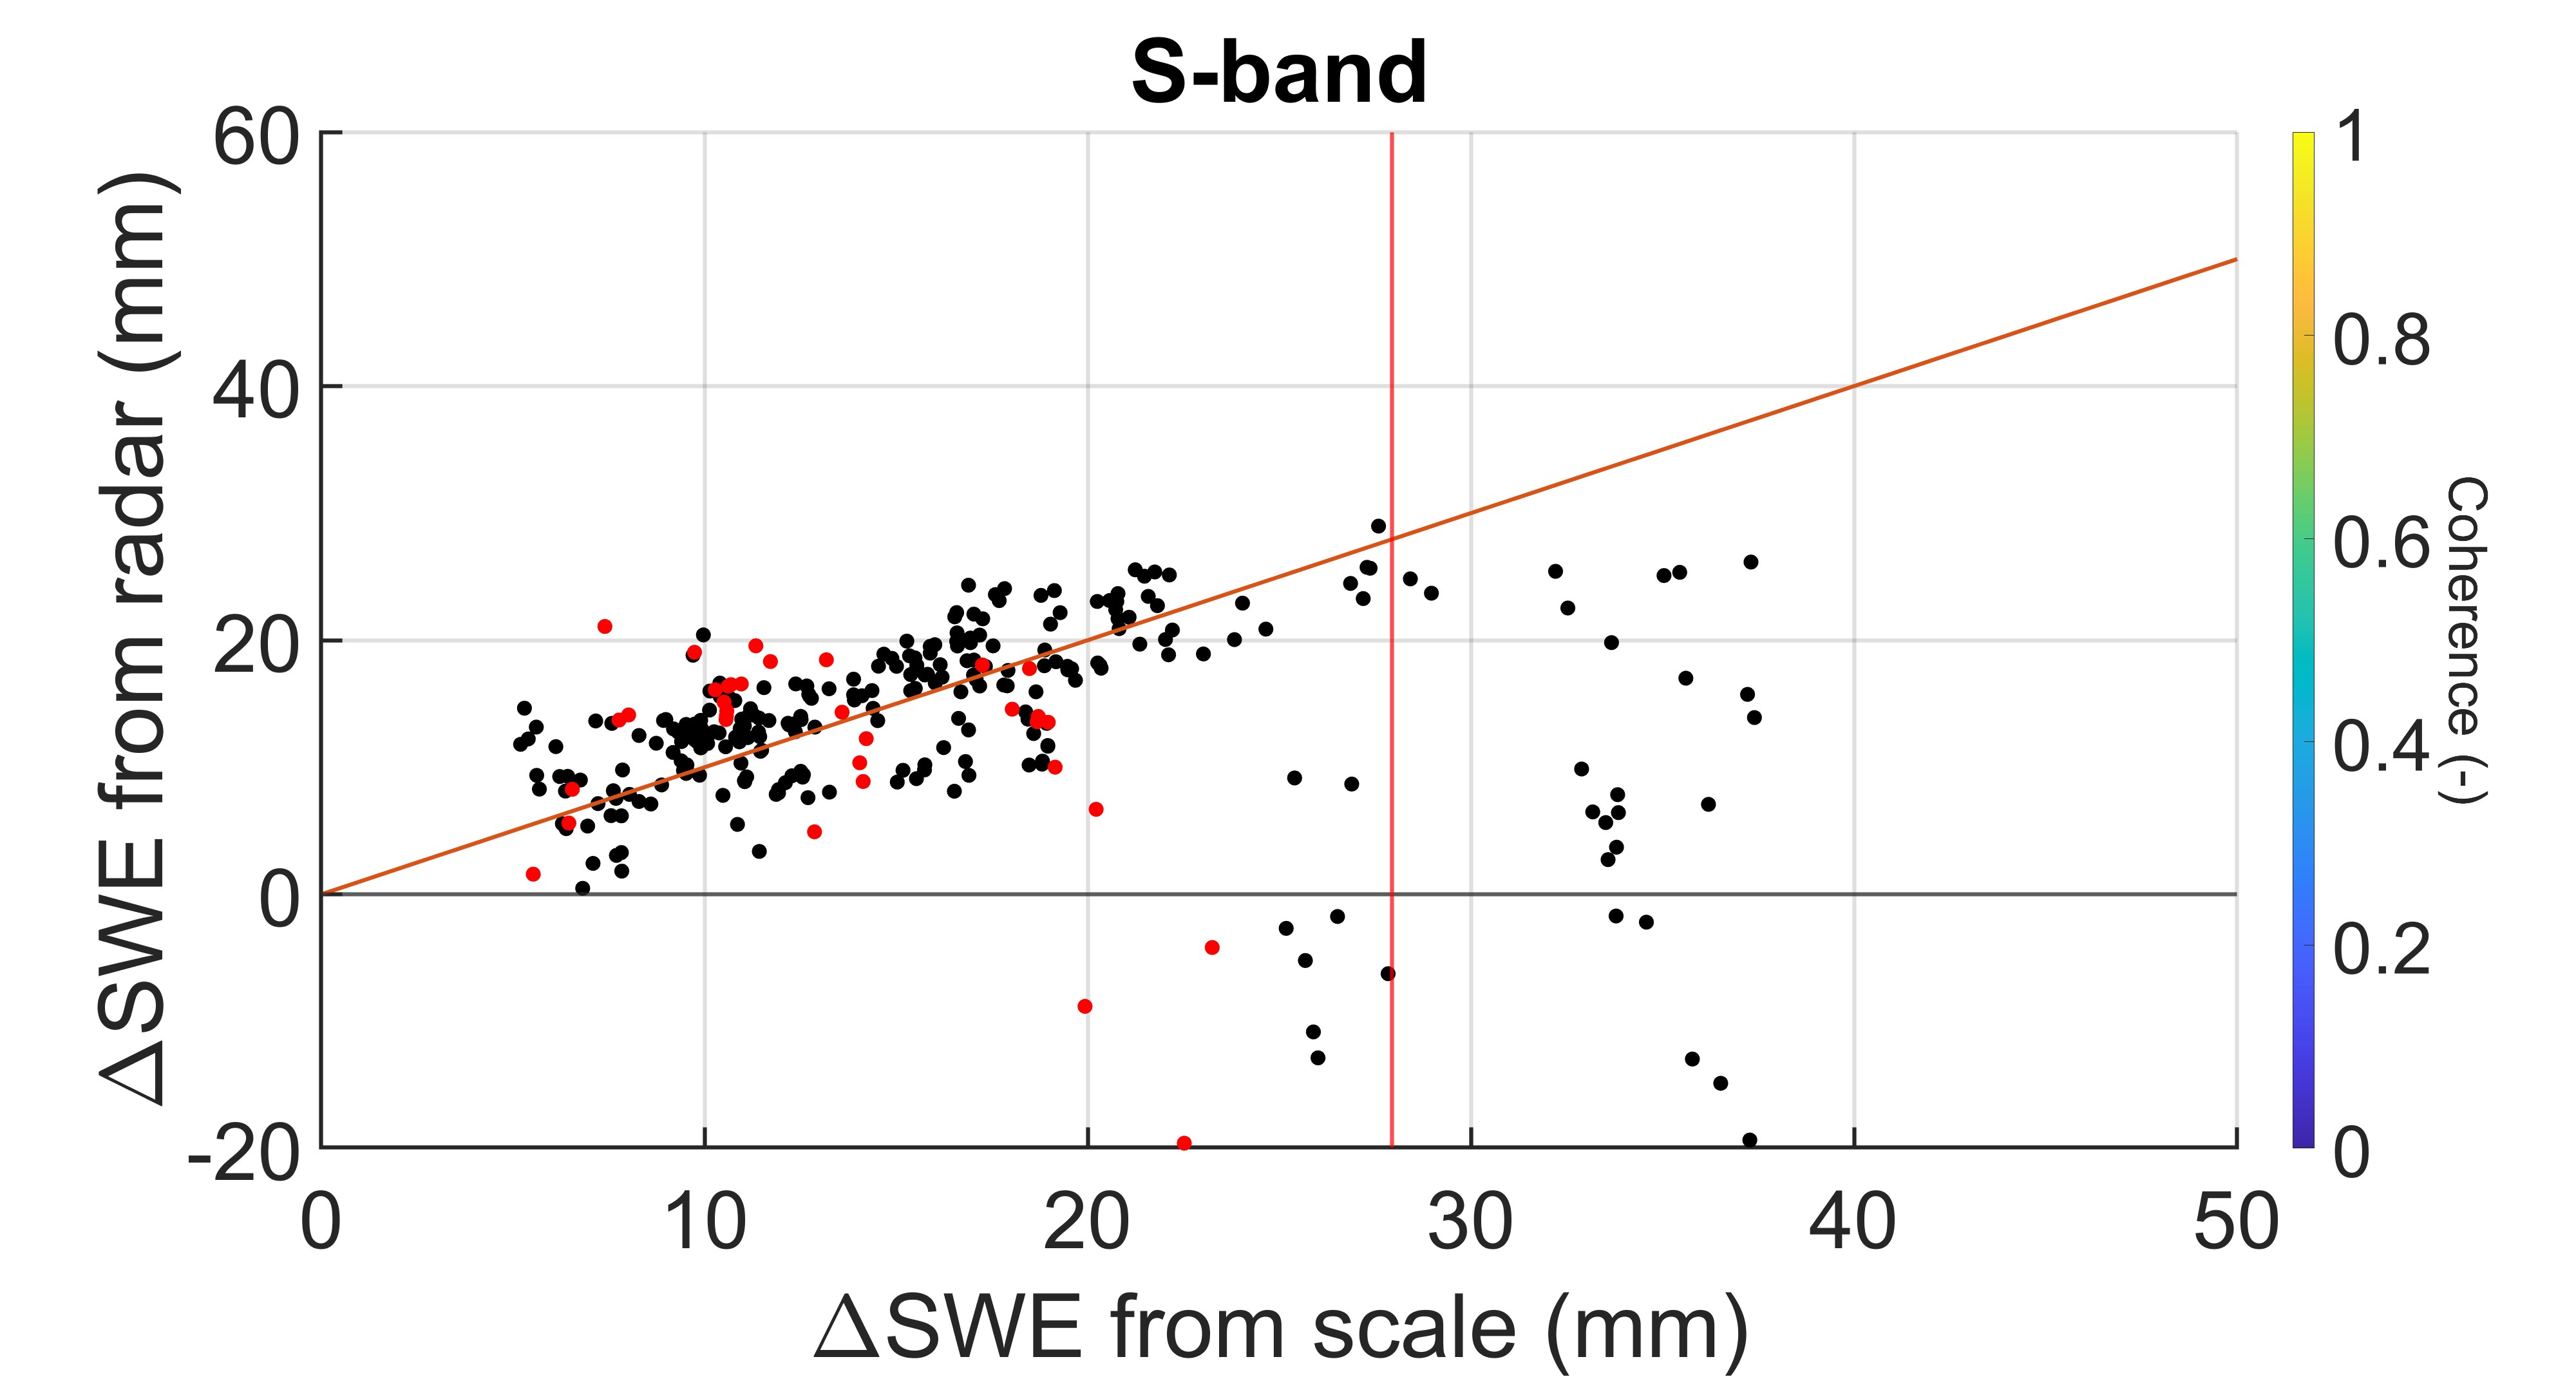 S-band
60
40
20
0
-20
ΔSWE from radar (mm)
0 10 20 30 40 50
ΔSWE from scale (mm)
1
0.8
0.6
0.4
0.2
0
Coherence (-)